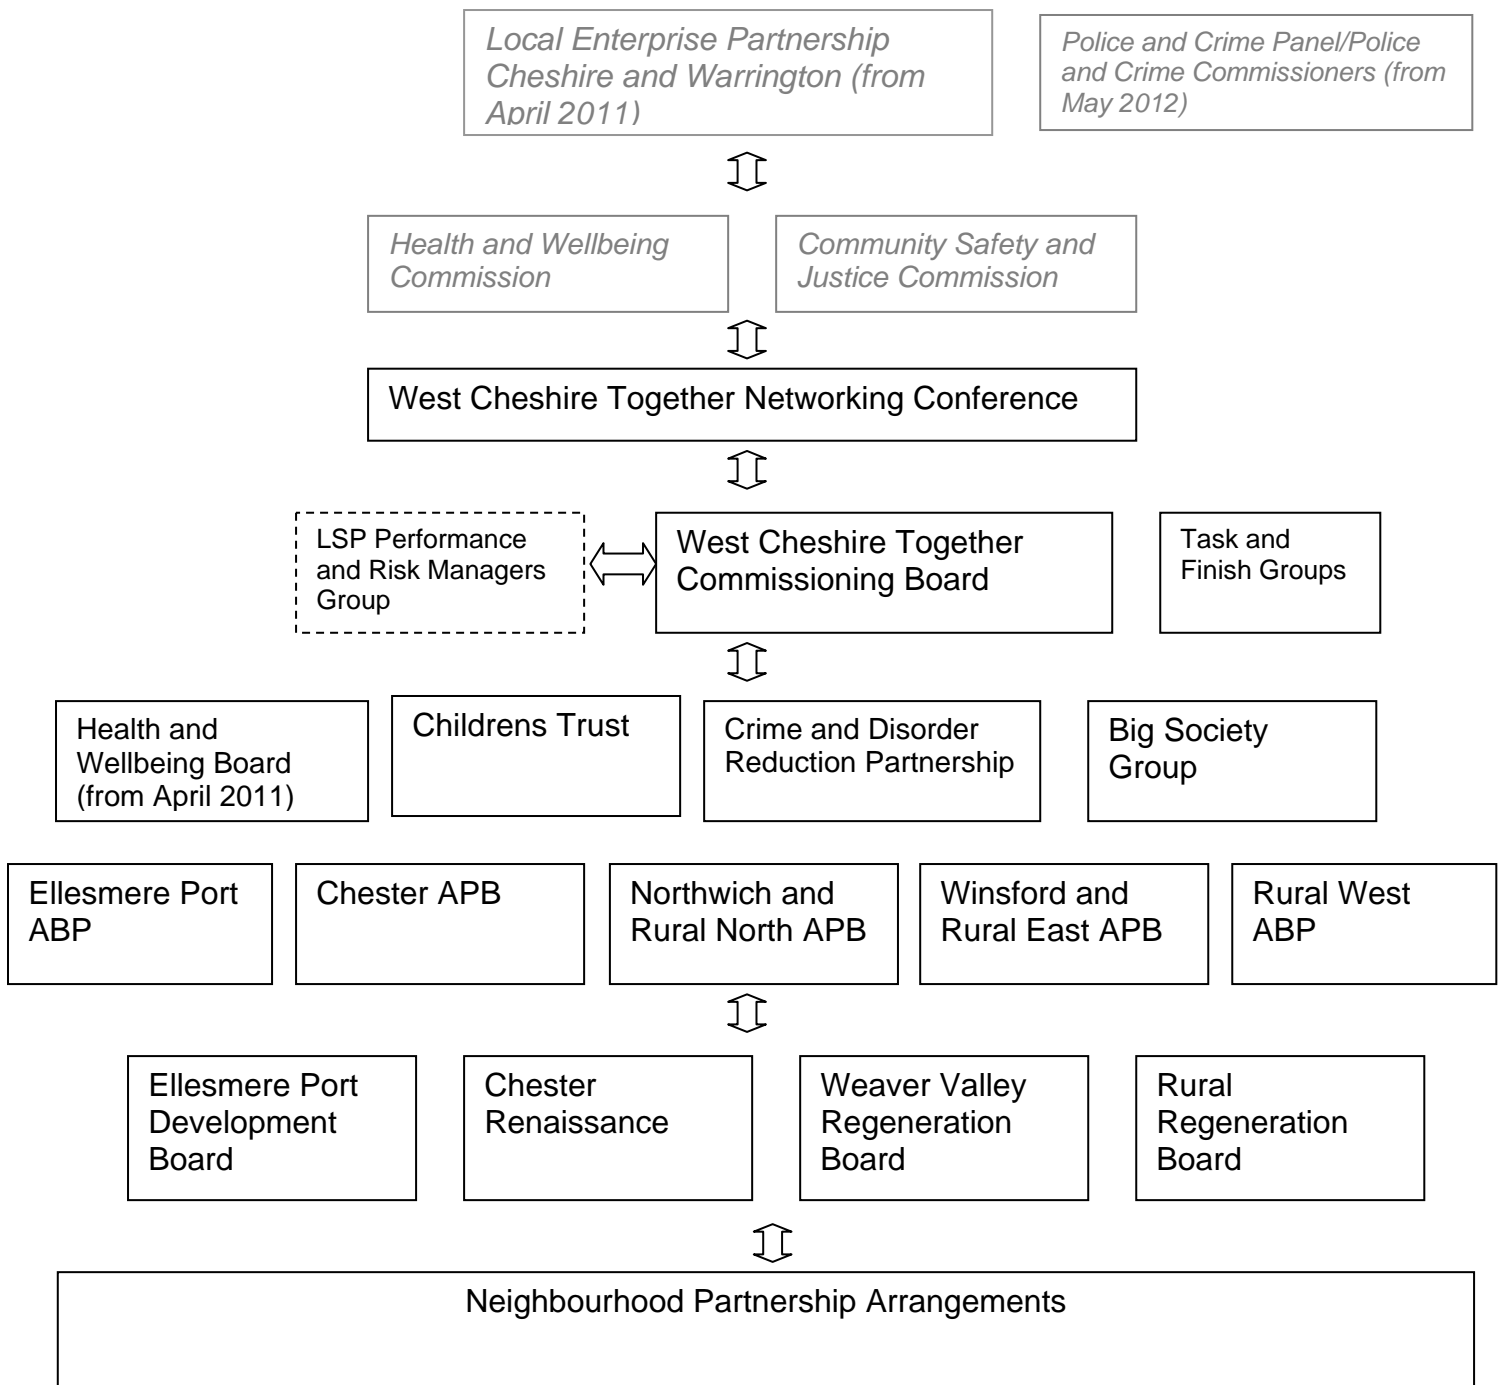 Local Enterprise Partnership
Cheshire and Warrington (from
April 2011)
Police and Crime Panel/Police
and Crime Commissioners (from
May 2012)
Health and Wellbeing
Commission
Community Safety and
Justice Commission
West Cheshire Together Networking Conference
LSP Performance
and Risk Managers
Group
West Cheshire Together
Commissioning Board
Task and
Finish Groups
Health and
Wellbeing Board
(from April 2011)
Childrens Trust
Crime and Disorder
Reduction Partnership
Big Society
Group
Ellesmere Port
ABP
Chester APB
Northwich and
Rural North APB
Winsford and
Rural East APB
Rural West
ABP
Ellesmere Port
Development
Board
Chester
Renaissance
Weaver Valley
Regeneration
Board
Rural
Regeneration
Board
Neighbourhood Partnership Arrangements